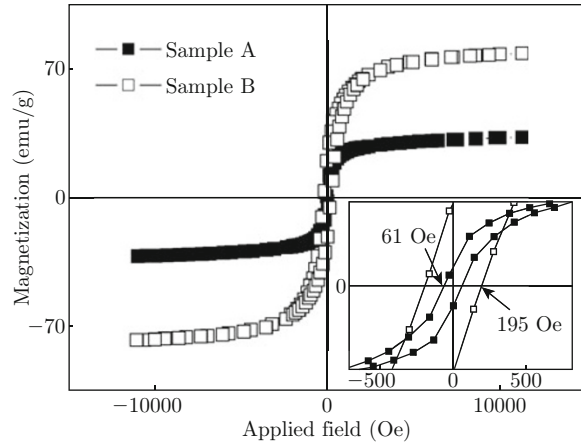 Magnetization (emu/g)
70
0
−70
Sample A
Sample B
61 Oe
0
195 Oe
−500
0
500
−10000
0
10000
Applied field (Oe)